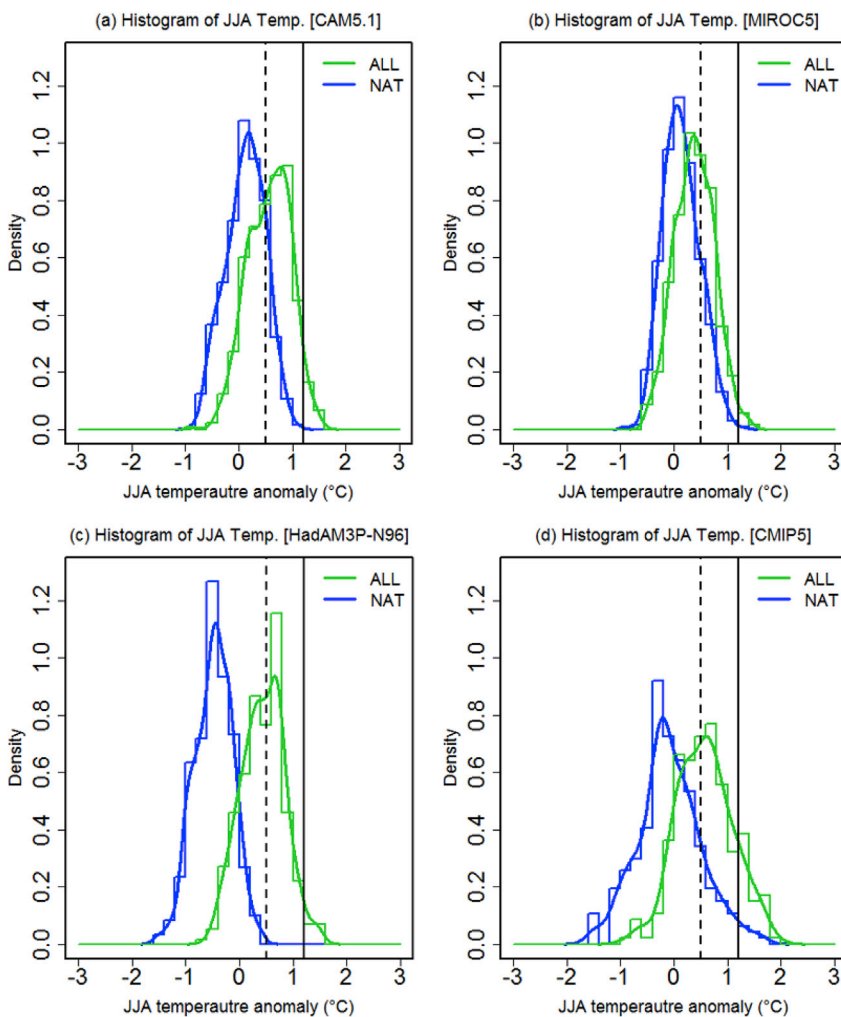 (a) Histogram of JJA Temp. [CAM5.1]
ALL
NAT
Density
0.0 0.2 0.4 0.6 0.8 1.0 1.2
-3 -2 -1 0 1 2 3
JJA temperautre anomaly (°C)
(b) Histogram of JJA Temp. [MIROC5]
ALL
NAT
Density
0.0 0.2 0.4 0.6 0.8 1.0 1.2
-3 -2 -1 0 1 2 3
JJA temperautre anomaly (°C)
(c) Histogram of JJA Temp. [HadAM3P-N96]
ALL
NAT
Density
0.0 0.2 0.4 0.6 0.8 1.0 1.2
-3 -2 -1 0 1 2 3
JJA temperautre anomaly (°C)
(d) Histogram of JJA Temp. [CMIP5]
ALL
NAT
Density
0.0 0.2 0.4 0.6 0.8 1.0 1.2
-3 -2 -1 0 1 2 3
JJA temperautre anomaly (°C)